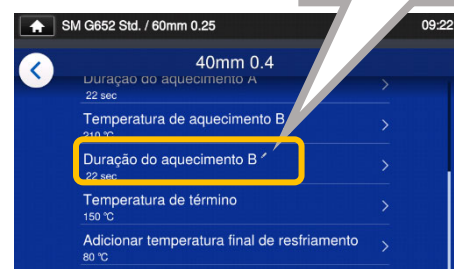 SM G652 Std. / 60mm 0.25
09:22
40mm 0.4
Duração do aquecimento A
22 sec
Temperatura de aquecimento B
210 ℃
Duração do aquecimento B
22 sec
Temperatura de término
150 ℃
Adicionar temperatura final de resfriamento
80 ℃